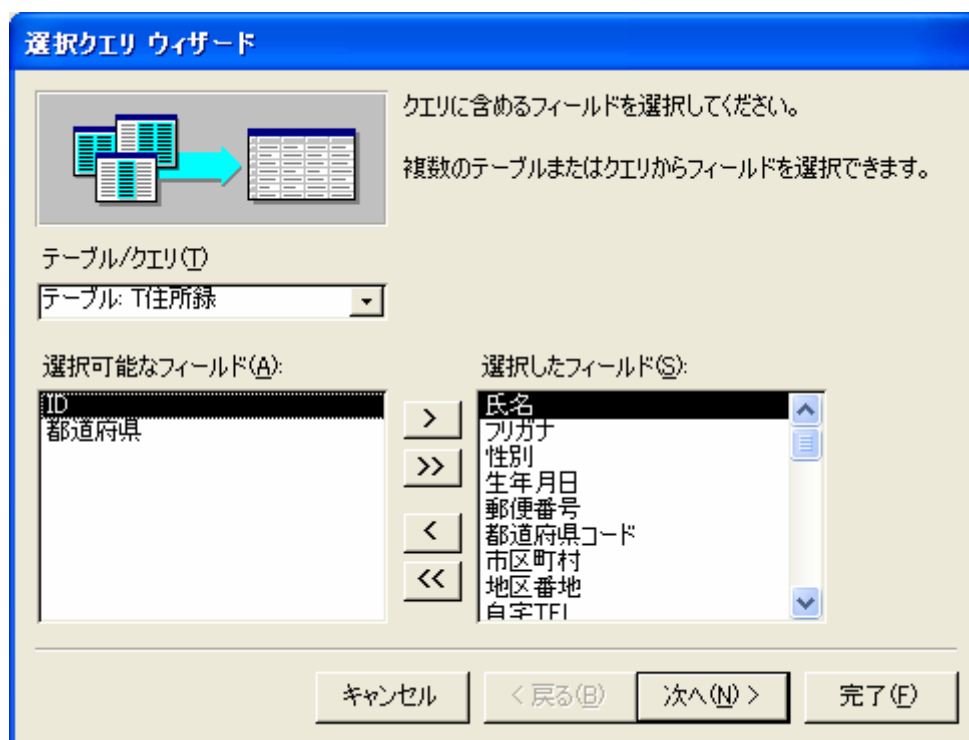 選択クエリ ウィザード
クエリに含めるフィールドを選択してください。
複数のテーブルまたはクエリからフィールドを選択できます。
テーブル/クエリ(T)
テーブル: T住所録
選択可能なフィールド(A):
ID
都道府県
>
>>
<
<<
選択したフィールド(S):
氏名
フリガナ
性別
生年月日
郵便番号
都道府県コード
市区町村
地区番地
自宅TEL
キャンセル
< 戻る(B)
次へ(N) >
完了(F)